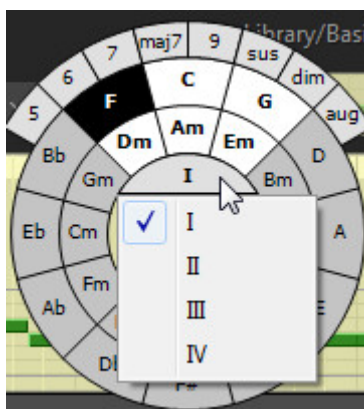 Library/Bas
5 6 7 maj7 9 sus dim aug
F C G
Bb Dm Am Em D
Gm I Bm
Eb Cm A
✓ I
II
Fm
Ab III
IV
F#